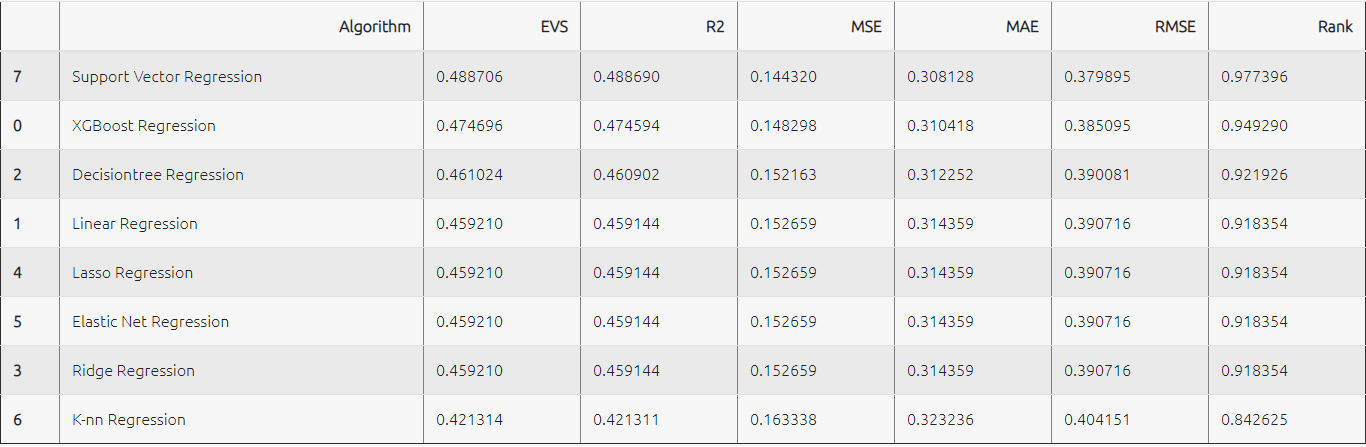 Algorithm EVS R2 MSE MAE RMSE Rank
7 Support Vector Regression 0.488706 0.488690 0.144320 0.308128 0.379895 0.977396
0 XGBoost Regression 0.474696 0.474594 0.148298 0.310418 0.385095 0.949290
2 Decisiontree Regression 0.461024 0.460902 0.152163 0.312252 0.390081 0.921926
1 Linear Regression 0.459210 0.459144 0.152659 0.314359 0.390716 0.918354
4 Lasso Regression 0.459210 0.459144 0.152659 0.314359 0.390716 0.918354
5 Elastic Net Regression 0.459210 0.459144 0.152659 0.314359 0.390716 0.918354
3 Ridge Regression 0.459210 0.459144 0.152659 0.314359 0.390716 0.918354
6 K-nn Regression 0.421314 0.421311 0.163338 0.323236 0.404151 0.842625